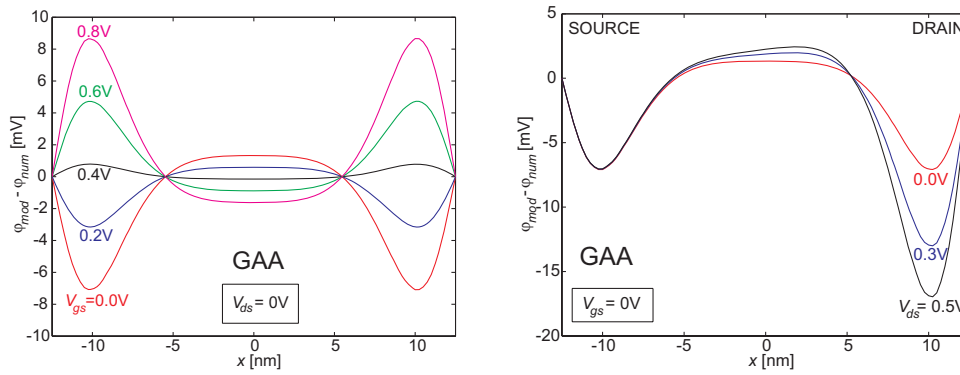 10
8
6
4
2
0
-2
-4
-6
-8
-10
φmod - φnum [mV]
0.8V
0.6V
0.4V
0.2V
Vgs=0.0V
GAA
Vds = 0V
-10
-5
0
5
10
x [nm]
5
0
-5
-10
-15
-20
φmod - φnum [mV]
SOURCE
DRAIN
0.0V
0.3V
Vds = 0.5V
GAA
Vgs = 0V
-10
-5
0
5
10
x [nm]